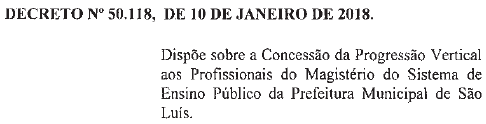 DECRETO Nº 50.118, DE 10 DE JANEIRO DE 2018.
Dispõe sobre a Concessão da Progressão Vertical
aos Profissionais do Magistério do Sistema de
Ensino Público da Prefeitura Municipal de São
Luís.